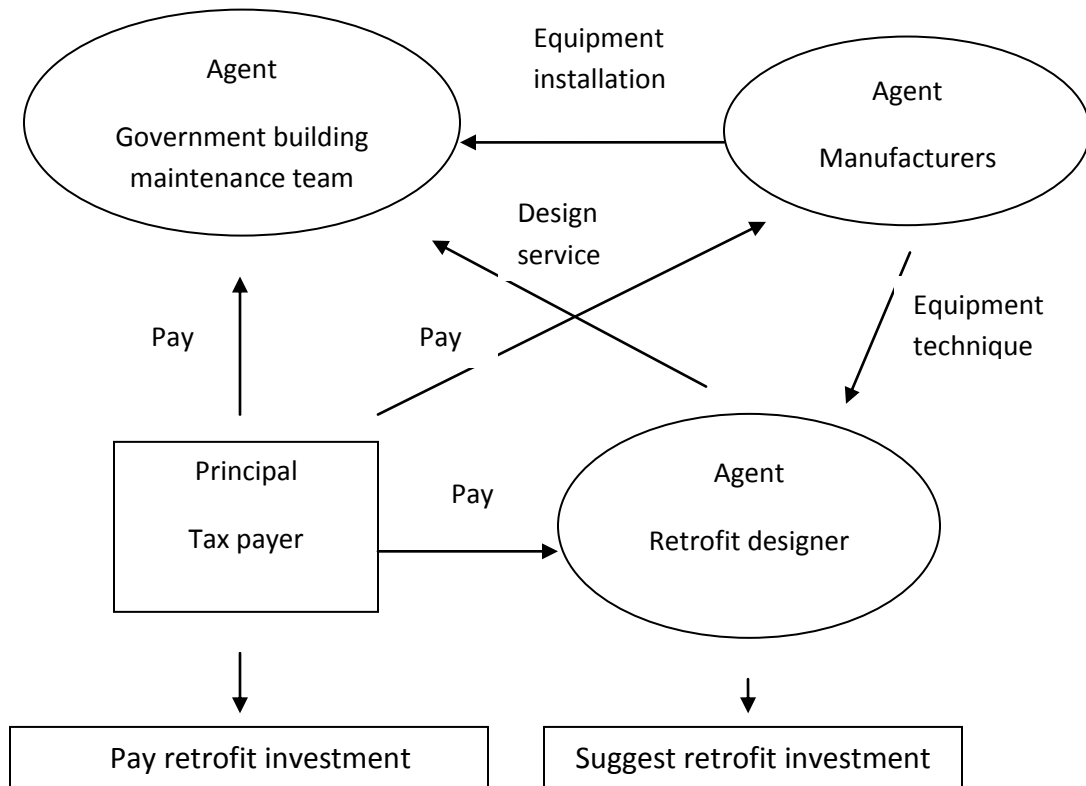 Agent
Government building
maintenance team
Equipment
installation
Agent
Manufacturers
Design
service
Pay
Pay
Equipment
technique
Principal
Tax payer
Pay
Agent
Retrofit designer
Pay retrofit investment
Suggest retrofit investment